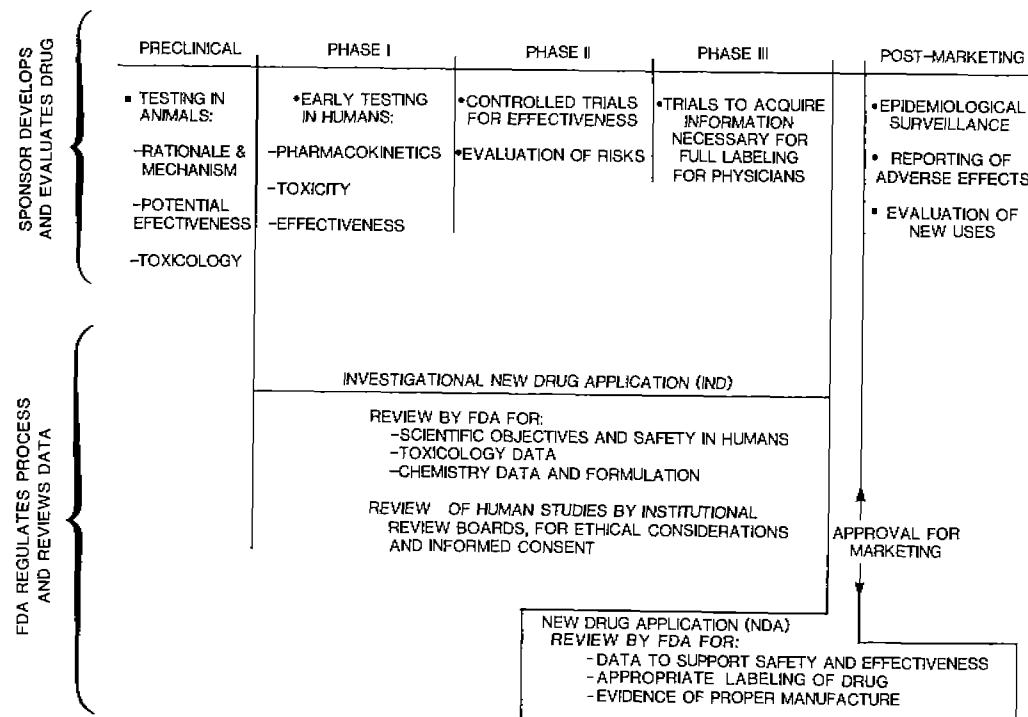 SPONSOR DEVELOPS
AND EVALUATES DRUG
PRECLINICAL
▪ TESTING IN
ANIMALS:
-RATIONALE &
MECHANISM
-POTENTIAL
EFECTIVENESS
-TOXICOLOGY
PHASE I
•EARLY TESTING
IN HUMANS:
-PHARMACOKINETICS
-TOXICITY
-EFFECTIVENESS
PHASE II
•CONTROLLED TRIALS
FOR EFFECTIVENESS
•EVALUATION OF RISKS
PHASE III
•TRIALS TO ACQUIRE
INFORMATION
NECESSARY FOR
FULL LABELING
FOR PHYSICIANS
POST-MARKETING
•EPIDEMIOLOGICAL
SURVEILLANCE
• REPORTING OF
ADVERSE EFFECTS
▪ EVALUATION OF
NEW USES
FDA REGULATES PROCESS
AND REVIEWS DATA
INVESTIGATIONAL NEW DRUG APPLICATION (IND)
REVIEW BY FDA FOR:
-SCIENTIFIC OBJECTIVES AND SAFETY IN HUMANS
-TOXICOLOGY DATA
-CHEMISTRY DATA AND FORMULATION
REVIEW OF HUMAN STUDIES BY INSTITUTIONAL
REVIEW BOARDS, FOR ETHICAL CONSIDERATIONS
AND INFORMED CONSENT
APPROVAL FOR
MARKETING
NEW DRUG APPLICATION (NDA)
REVIEW BY FDA FOR:
- DATA TO SUPPORT SAFETY AND EFFECTIVENESS
- APPROPRIATE LABELING OF DRUG
- EVIDENCE OF PROPER MANUFACTURE